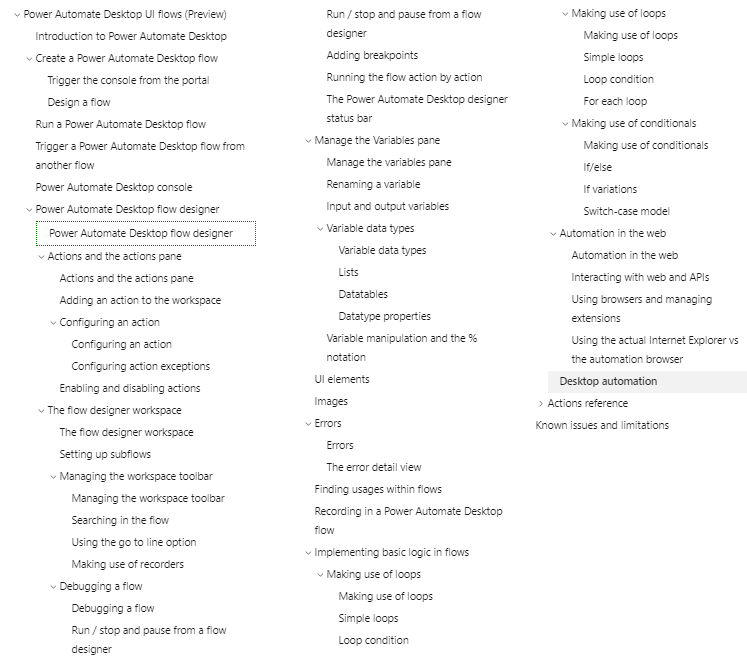 Power Automate Desktop UI flows (Preview)
Introduction to Power Automate Desktop
Create a Power Automate Desktop flow
Trigger the console from the portal
Design a flow
Run a Power Automate Desktop flow
Trigger a Power Automate Desktop flow from
another flow
Power Automate Desktop console
Power Automate Desktop flow designer
Power Automate Desktop flow designer
Actions and the actions pane
Actions and the actions pane
Adding an action to the workspace
Configuring an action
Configuring an action
Configuring action exceptions
Enabling and disabling actions
The flow designer workspace
The flow designer workspace
Setting up subflows
Managing the workspace toolbar
Managing the workspace toolbar
Searching in the flow
Using the go to line option
Making use of recorders
Debugging a flow
Debugging a flow
Run / stop and pause from a flow
designer
Run / stop and pause from a flow
designer
Adding breakpoints
Running the flow action by action
The Power Automate Desktop designer
status bar
Manage the Variables pane
Manage the variables pane
Renaming a variable
Input and output variables
Variable data types
Variable data types
Lists
Datatables
Datatype properties
Variable manipulation and the %
notation
UI elements
Images
Errors
Errors
The error detail view
Finding usages within flows
Recording in a Power Automate Desktop
flow
Implementing basic logic in flows
Making use of loops
Making use of loops
Simple loops
Loop condition
Making use of loops
Making use of loops
Simple loops
Loop condition
For each loop
Making use of conditionals
Making use of conditionals
If/else
If variations
Switch-case model
Automation in the web
Automation in the web
Interacting with web and APIs
Using browsers and managing
extensions
Using the actual Internet Explorer vs
the automation browser
Desktop automation
Actions reference
Known issues and limitations